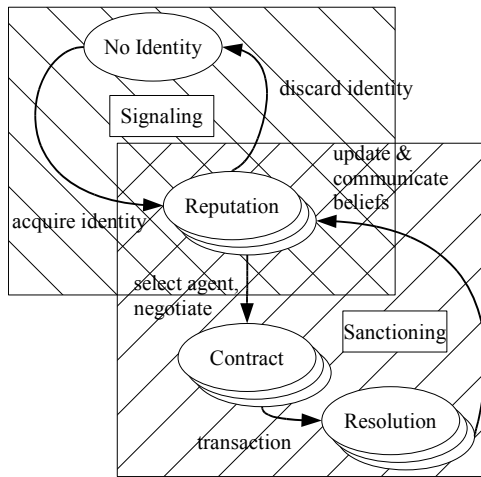 No Identity
discard identity
Signaling
update &
communicate
beliefs
Reputation
acquire identity
select agent,
negotiate
Sanctioning
Contract
Resolution
transaction